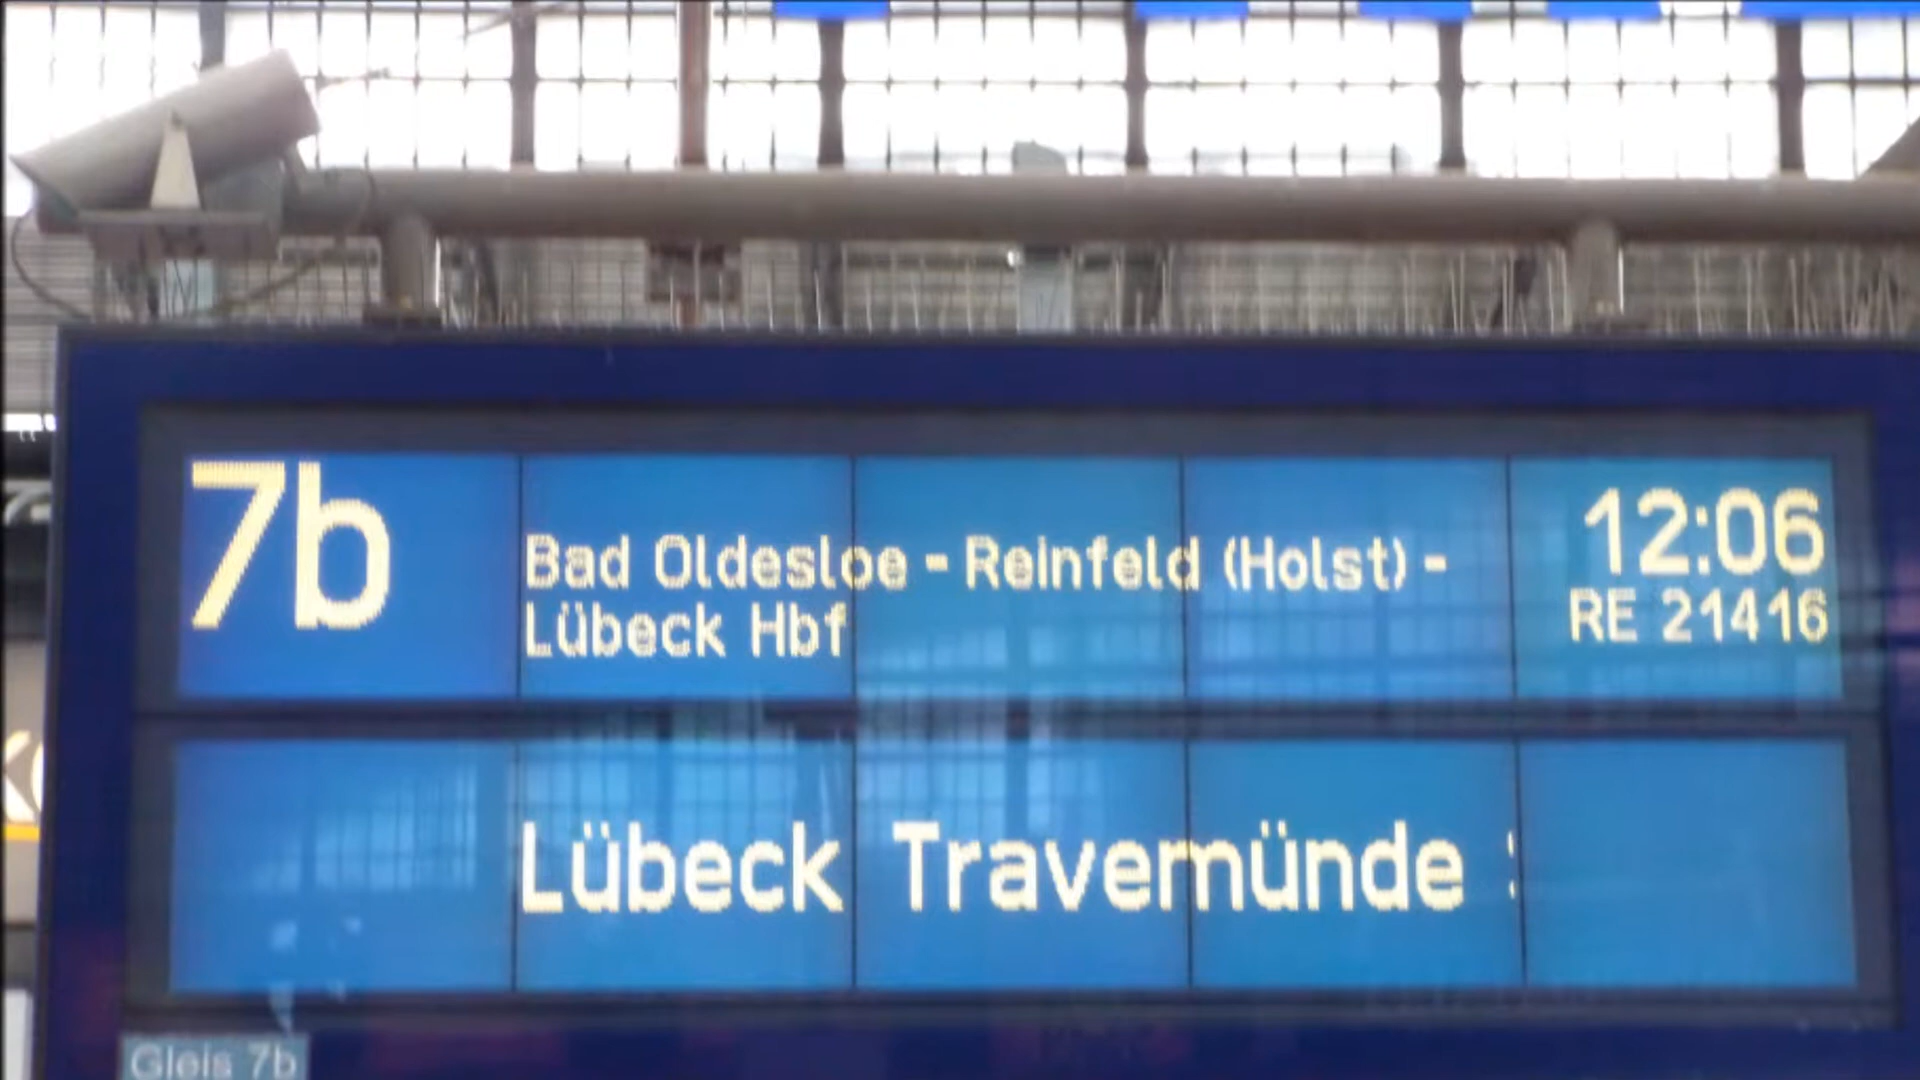 7b
Bad Oldesloe - Reinfeld (Holst) -
Lübeck Hbf
12:06
RE 21416
Lübeck Travemünde
Gleis 7b